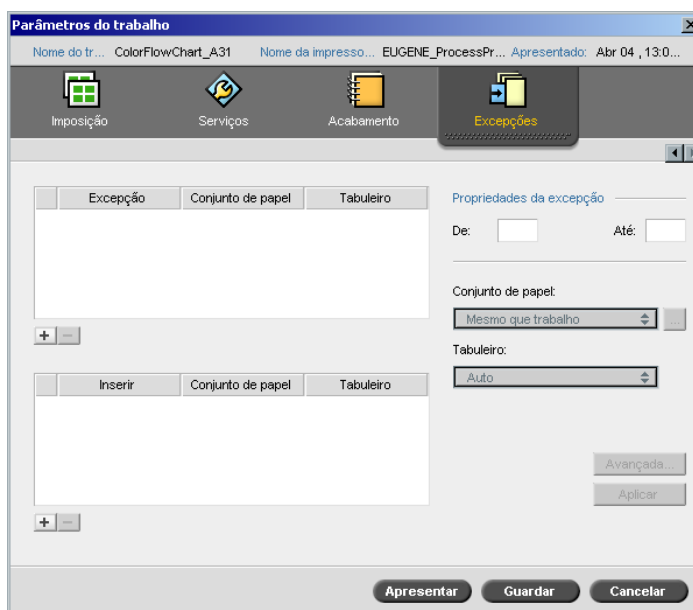 Parâmetros do trabalho
Nome do tr... ColorFlowChart_A31 Nome da impresso... EUGENE_ProcessPr... Apresentado: Abr 04 , 13:0...
Imposição Serviços Acabamento Excepções
Excepção Conjunto de papel Tabuleiro
Propriedades da excepção
De: Até:
Conjunto de papel:
Mesmo que trabalho ...
+ −
Tabuleiro:
Auto
Inserir Conjunto de papel Tabuleiro
Avançada...
Aplicar
+ −
Apresentar Guardar Cancelar